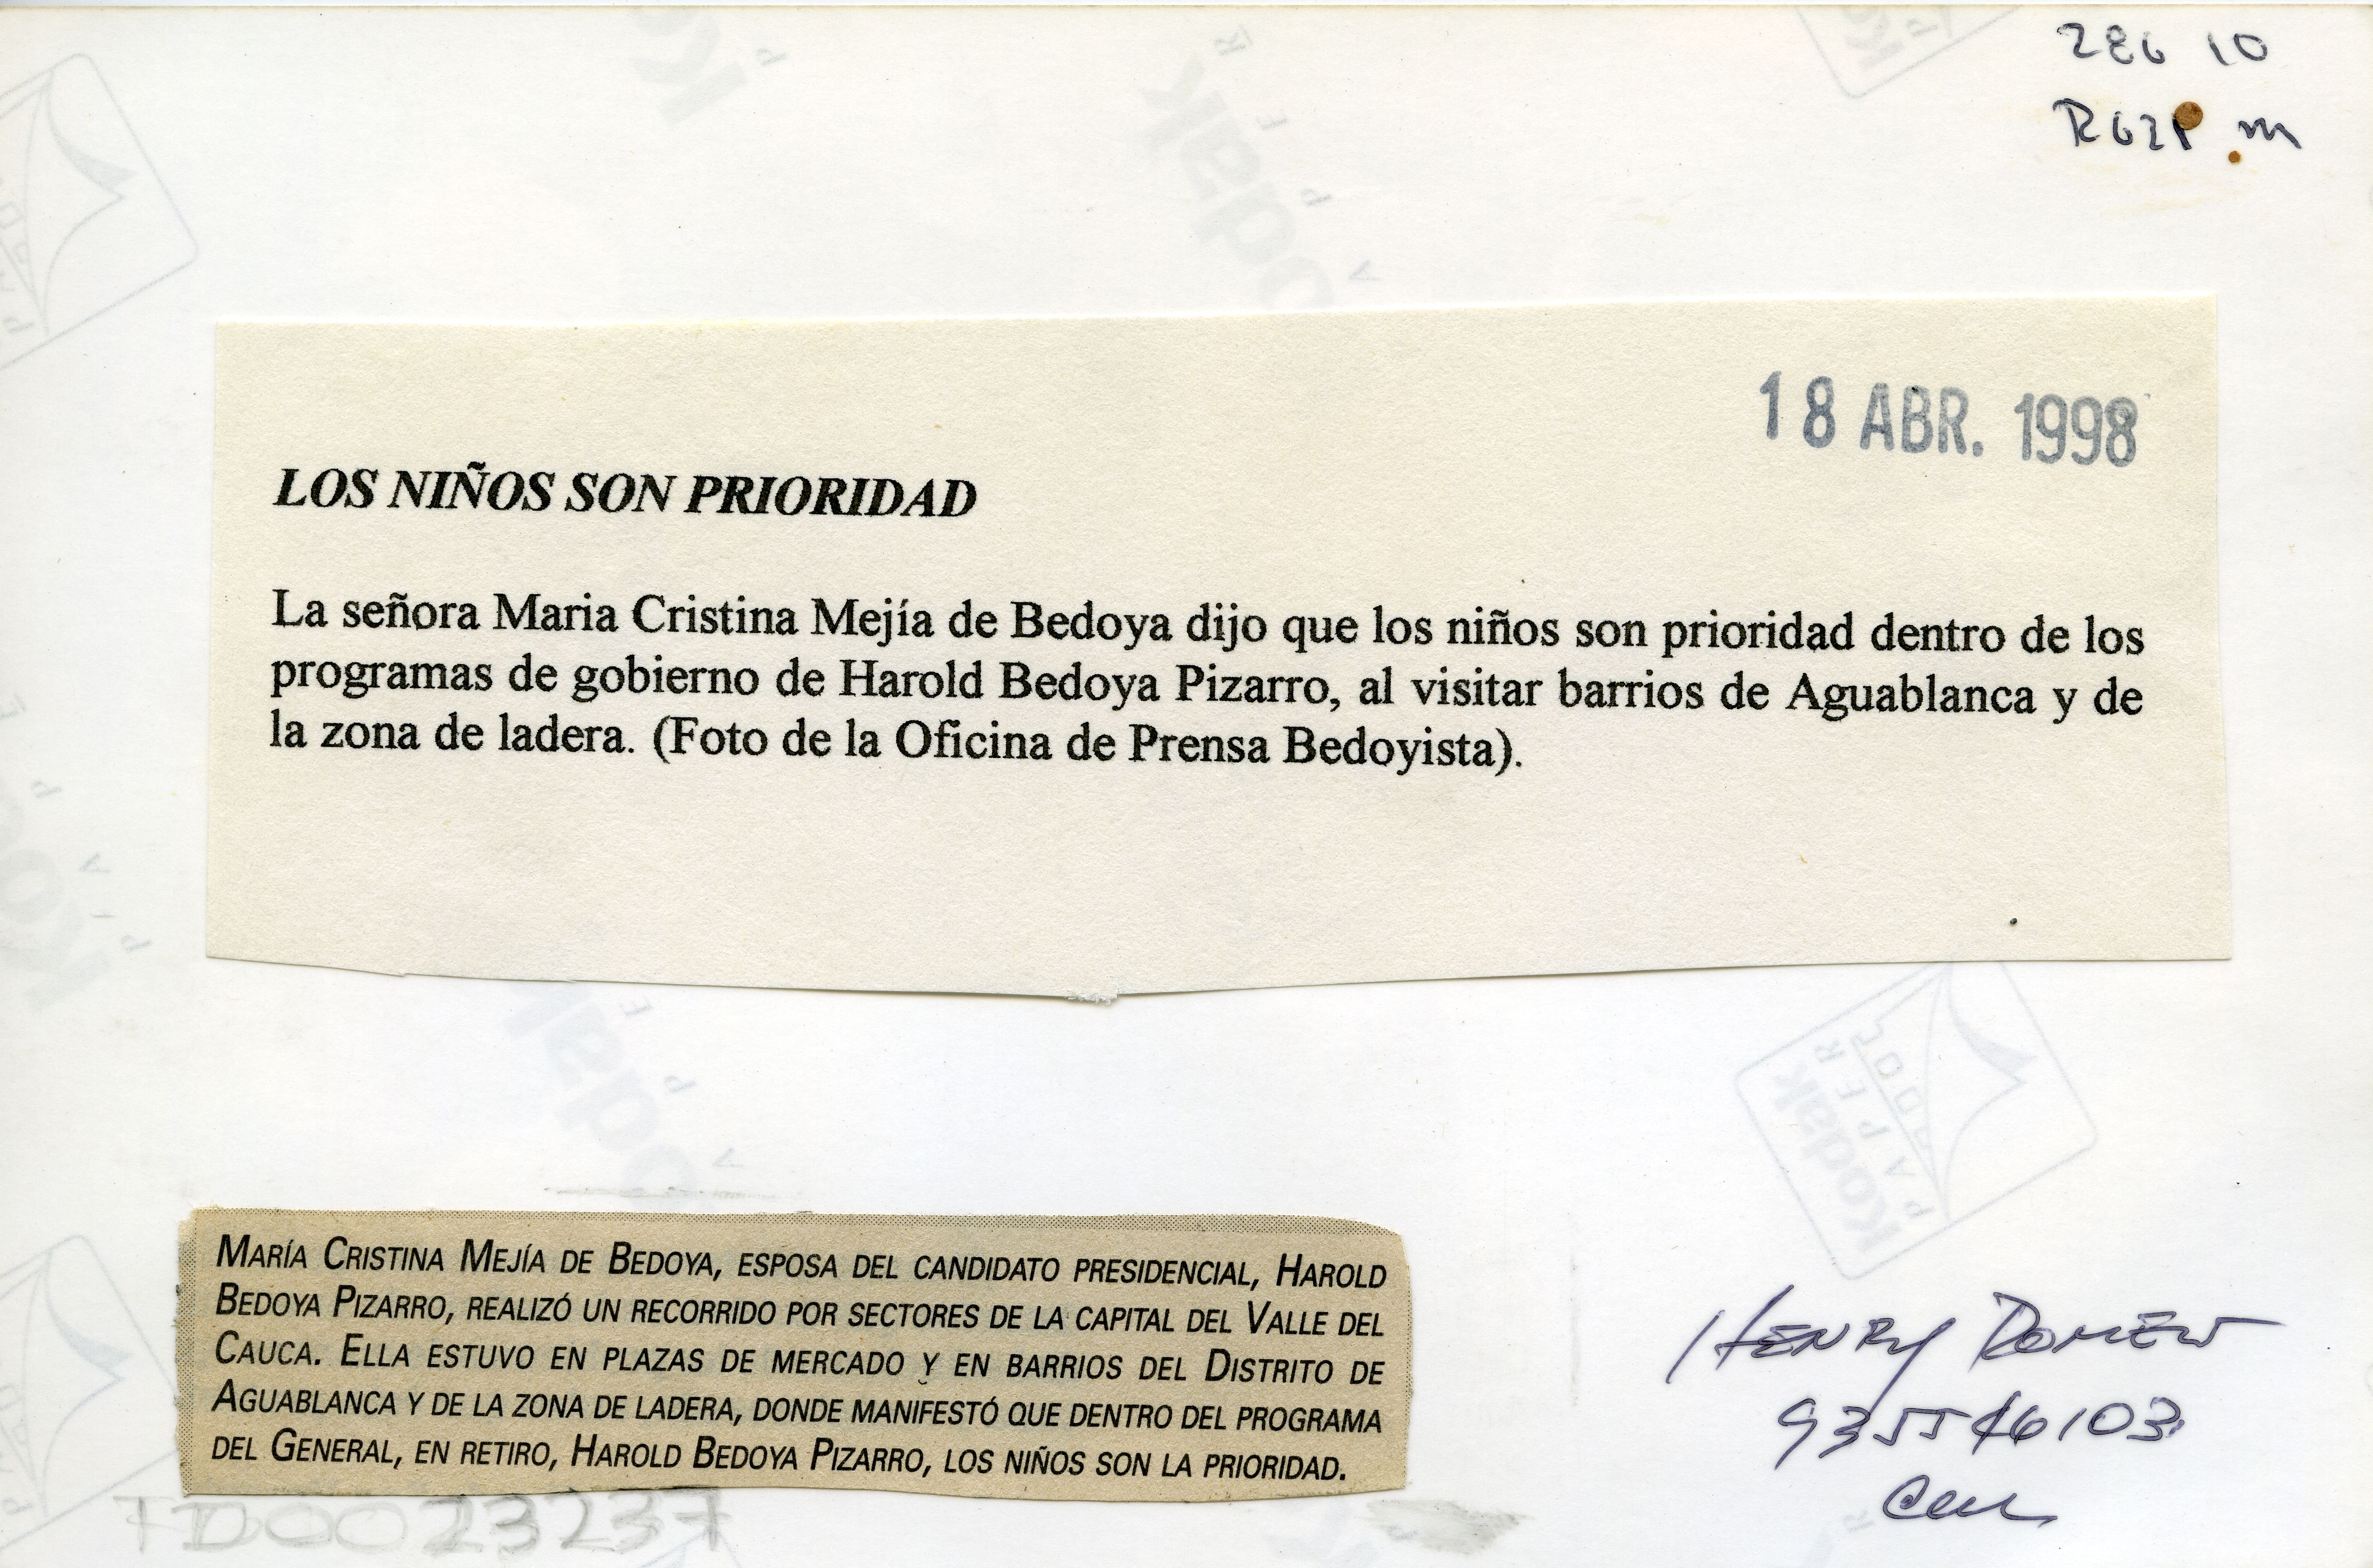 286 10
18 ABR. 1998
LOS NIÑOS SON PRIORIDAD
La señora Maria Cristina Mejía de Bedoya dijo que los niños son prioridad dentro de los
programas de gobierno de Harold Bedoya Pizarro, al visitar barrios de Aguablanca y de
la zona de ladera. (Foto de la Oficina de Prensa Bedoyista).
Kodak
PAPER
PAPEL
MARÍA CRISTINA MEJÍA DE BEDOYA, ESPOSA DEL CANDIDATO PRESIDENCIAL, HAROLD
BEDOYA PIZARRO, REALIZÓ UN RECORRIDO POR SECTORES DE LA CAPITAL DEL VALLE DEL
CAUCA. ELLA ESTUVO EN PLAZAS DE MERCADO Y EN BARRIOS DEL DISTRITO DE
AGUABLANCA Y DE LA ZONA DE LADERA, DONDE MANIFESTÓ QUE DENTRO DEL PROGRAMA
DEL GENERAL, EN RETIRO, HAROLD BEDOYA PIZARRO, LOS NIÑOS SON LA PRIORIDAD.
TD0023237
HENRY